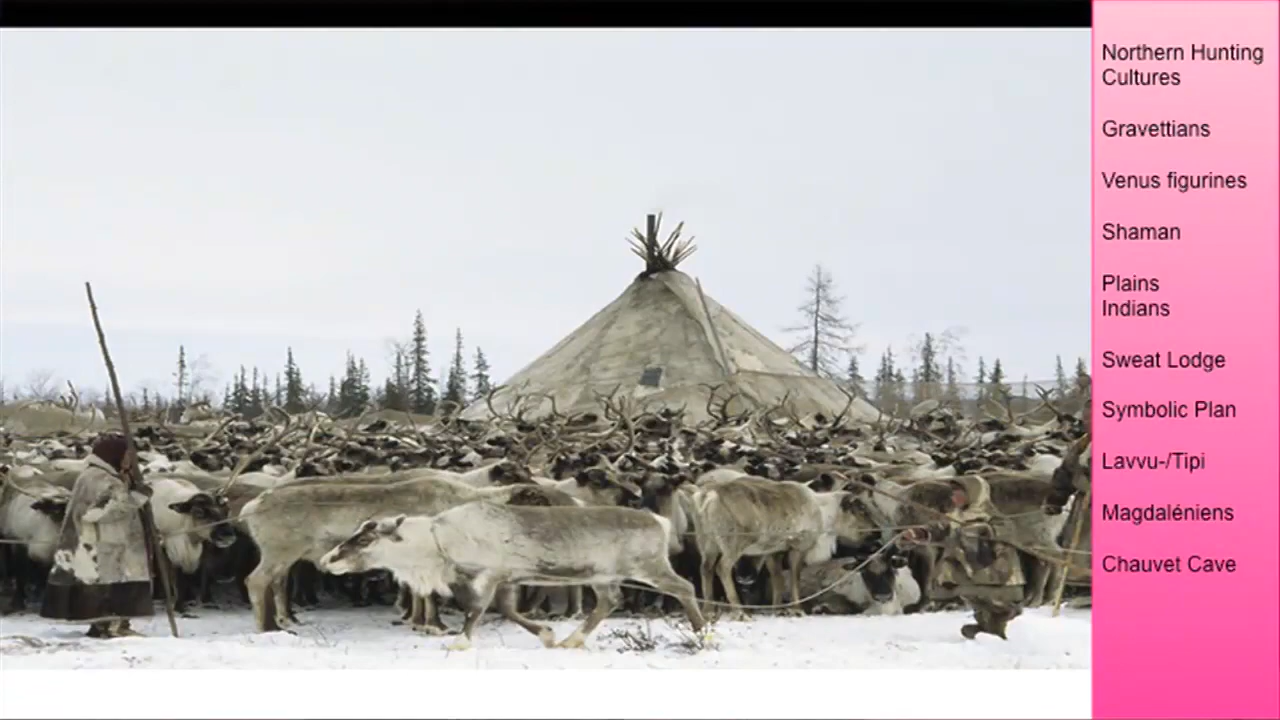 Northern Hunting
Cultures
Gravettians
Venus figurines
Shaman
Plains
Indians
Sweat Lodge
Symbolic Plan
Lavvu-/Tipi
Magdaléniens
Chauvet Cave